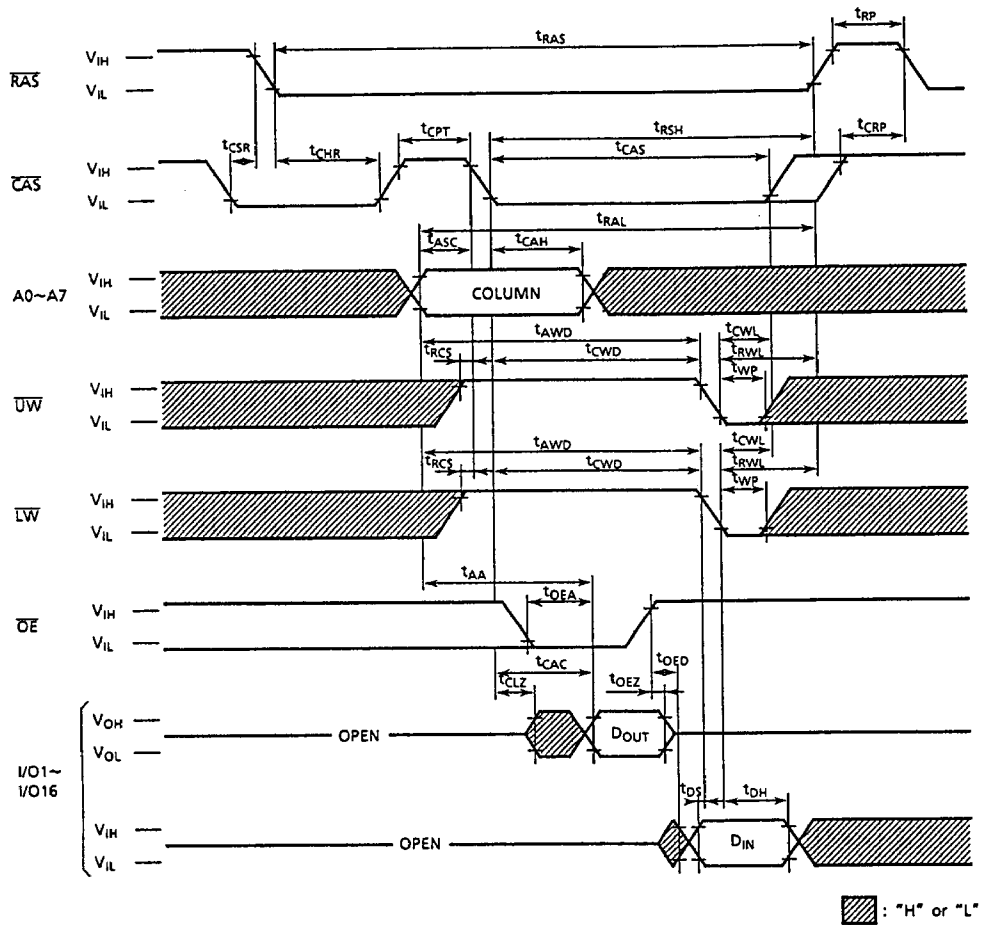 tRAS
tRP
RAS
VIH
VIL
tCPT
tRSH
tCRP
tCSR
tCHR
tCAS
CAS
VIH
VIL
tRAL
tASC
tCAH
A0~A7
VIH
VIL
COLUMN
tAWD
tCWL
tRCS
tCWD
tRWL
tWP
UW
VIH
VIL
tAWD
tCWL
tRCS
tCWD
tRWL
tWP
LW
VIH
VIL
tAA
tOEA
OE
VIH
VIL
tCAC
tOED
tCLZ
tOEZ
I/O1~
I/O16
VOH
VOL
OPEN
DOUT
tDS
tDH
VIH
VIL
OPEN
DIN
: "H" or "L"